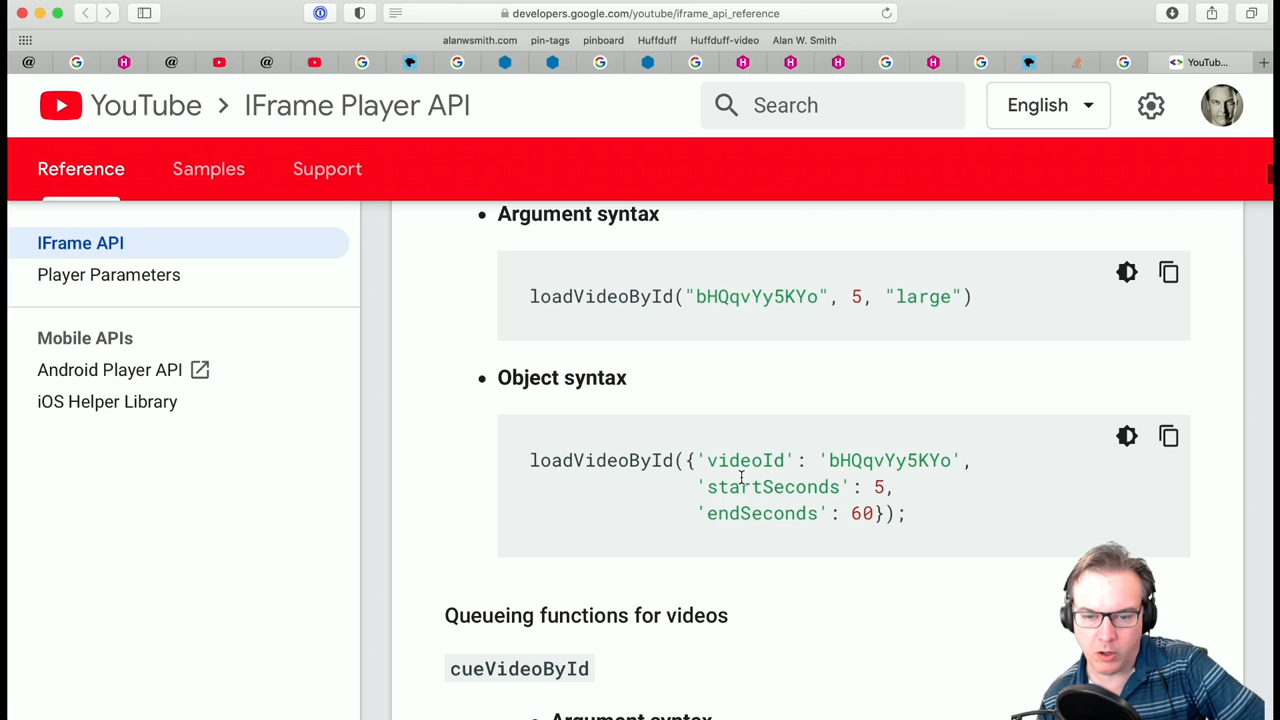 developers.google.com/youtube/iframe_api_reference
alanwsmith.com pin-tags pinboard Huffduff Huffduff-video Alan W. Smith
YouTub...
YouTube > IFrame Player API
Search
English
Reference Samples Support
IFrame API
Player Parameters
Mobile APIs
Android Player API
iOS Helper Library
• Argument syntax
loadVideoById("bHQqvYy5KYo", 5, "large")
• Object syntax
loadVideoById({'videoId': 'bHQqvYy5KYo',
'startSeconds': 5,
'endSeconds': 60});
Queueing functions for videos
cueVideoById
• Argument syntax